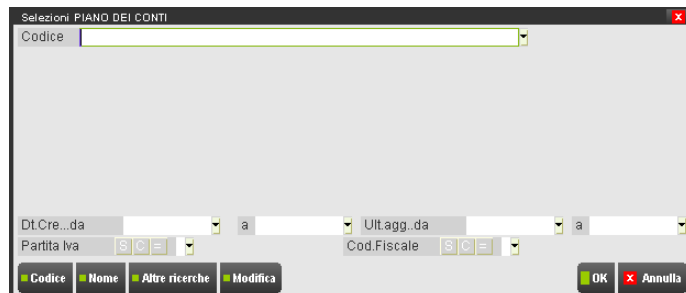 Selezioni PIANO DEI CONTI x
Codice
Dt.Cre...da a Ult.agg..da a
Partita Iva S C = Cod.Fiscale S C =
Codice Nome Altre ricerche Modifica OK x Annulla